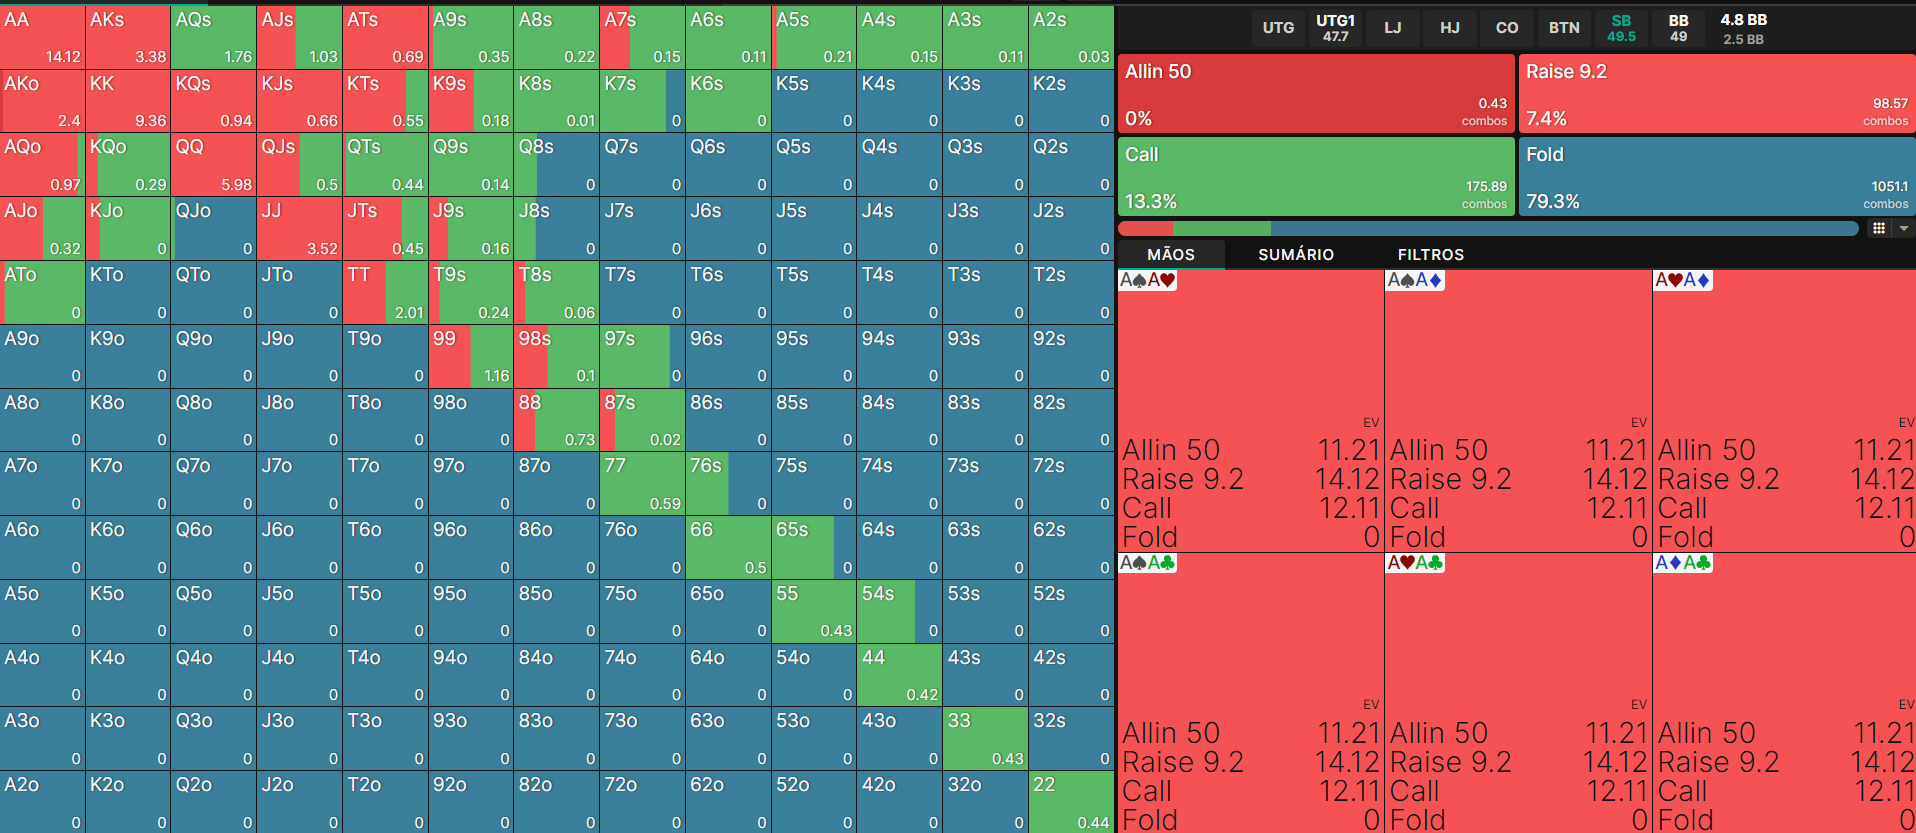 AA AKs AQs AJs ATs A9s A8s A7s A6s A5s A4s A3s A2s
14.12 3.38 1.76 1.03 0.69 0.35 0.22 0.15 0.11 0.21 0.15 0.11 0.03
AKo KK KQs KJs KTs K9s K8s K7s K6s K5s K4s K3s K2s
2.4 9.36 0.94 0.66 0.55 0.18 0.01 0 0 0 0 0 0
AQo KQo QQ QJs QTs Q9s Q8s Q7s Q6s Q5s Q4s Q3s Q2s
0.97 0.29 5.98 0.5 0.44 0.14 0 0 0 0 0 0 0
AJo KJo QJo JJ JTs J9s J8s J7s J6s J5s J4s J3s J2s
0.32 0 0 3.52 0.45 0.16 0 0 0 0 0 0 0
ATo KTo QTo JTo TT T9s T8s T7s T6s T5s T4s T3s T2s
0 0 0 0 2.01 0.24 0.06 0 0 0 0 0 0
A9o K9o Q9o J9o T9o 99 98s 97s 96s 95s 94s 93s 92s
0 0 0 0 0 1.16 0.1 0 0 0 0 0 0
A8o K8o Q8o J8o T8o 98o 88 87s 86s 85s 84s 83s 82s
0 0 0 0 0 0 0.73 0.02 0 0 0 0 0
A7o K7o Q7o J7o T7o 97o 87o 77 76s 75s 74s 73s 72s
0 0 0 0 0 0 0 0.59 0 0 0 0 0
A6o K6o Q6o J6o T6o 96o 86o 76o 66 65s 64s 63s 62s
0 0 0 0 0 0 0 0 0.5 0 0 0 0
A5o K5o Q5o J5o T5o 95o 85o 75o 65o 55 54s 53s 52s
0 0 0 0 0 0 0 0 0 0.43 0 0 0
A4o K4o Q4o J4o T4o 94o 84o 74o 64o 54o 44 43s 42s
0 0 0 0 0 0 0 0 0 0 0.42 0 0
A3o K3o Q3o J3o T3o 93o 83o 73o 63o 53o 43o 33 32s
0 0 0 0 0 0 0 0 0 0 0 0.43 0
A2o K2o Q2o J2o T2o 92o 82o 72o 62o 52o 42o 32o 22
0 0 0 0 0 0 0 0 0 0 0 0 0.44
UTG UTG1 LJ HJ CO BTN SB BB 4.8 BB
47.7 49.5 49 2.5 BB
Allin 50 Raise 9.2
0.43 98.57
0% combos 7.4% combos
Call Fold
175.89 1051.1
13.3% combos 79.3% combos
MÃOS SUMÁRIO FILTROS
A♠A♥ A♠A♦ A♥A♦
EV EV EV
Allin 50 11.21 Allin 50 11.21 Allin 50 11.21
Raise 9.2 14.12 Raise 9.2 14.12 Raise 9.2 14.12
Call 12.11 Call 12.11 Call 12.11
Fold 0 Fold 0 Fold 0
A♠A♣ A♥A♣ A♦A♣
EV EV EV
Allin 50 11.21 Allin 50 11.21 Allin 50 11.21
Raise 9.2 14.12 Raise 9.2 14.12 Raise 9.2 14.12
Call 12.11 Call 12.11 Call 12.11
Fold 0 Fold 0 Fold 0